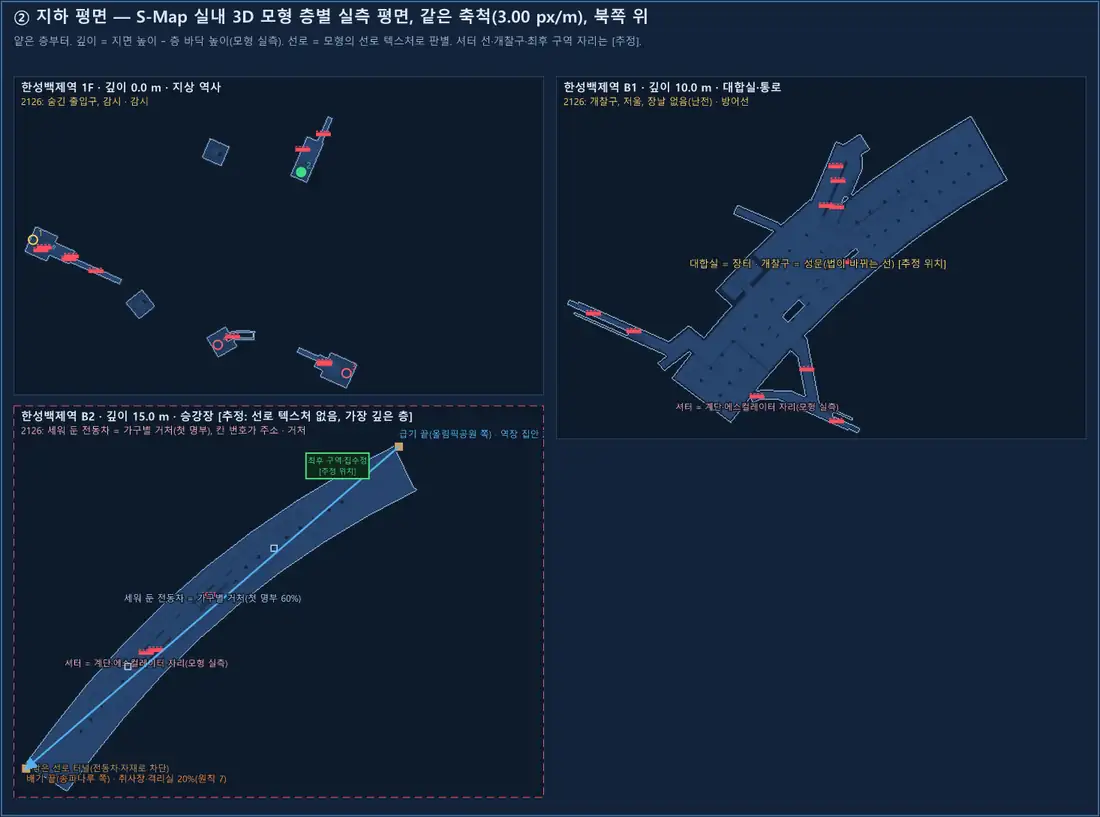 ② 지하 평면 — S-Map 실내 3D 모형 층별 실측 평면, 같은 축척(3.00 px/m), 북쪽 위
얕은 층부터. 깊이 = 지면 높이 − 층 바닥 높이(모형 실측). 선로 = 모형의 선로 텍스처로 판별. 셔터 선·개찰구·최후 구역 자리는 [추정].
한성백제역 1F · 깊이 0.0 m · 지상 역사
2126: 숨긴 출입구, 감시 · 감시
한성백제역 B1 · 깊이 10.0 m · 대합실·통로
2126: 개찰구, 저울, 장날 없음(난전) · 방어선
대합실 = 장터 · 개찰구 = 성문(법이 바뀌는 선) [추정 위치]
셔터 = 계단·에스컬레이터 자리(모형 실측)
한성백제역 B2 · 깊이 15.0 m · 승강장 [추정: 선로 텍스처 없음, 가장 깊은 층]
2126: 세워 둔 전동차 = 가구별 거처(첫 명부), 칸 번호가 주소 · 거처
급기 끝(올림픽공원 쪽) · 역장 집안
최후 구역·집수정
[추정 위치]
세워 둔 전동차 = 가구별 거처(첫 명부 60%)
셔터 = 계단·에스컬레이터 자리(모형 실측)
선로 터널(전동차·자재로 차단)
배기 끝(송파나루 쪽) · 취사장·격리실 20%(원칙 7)